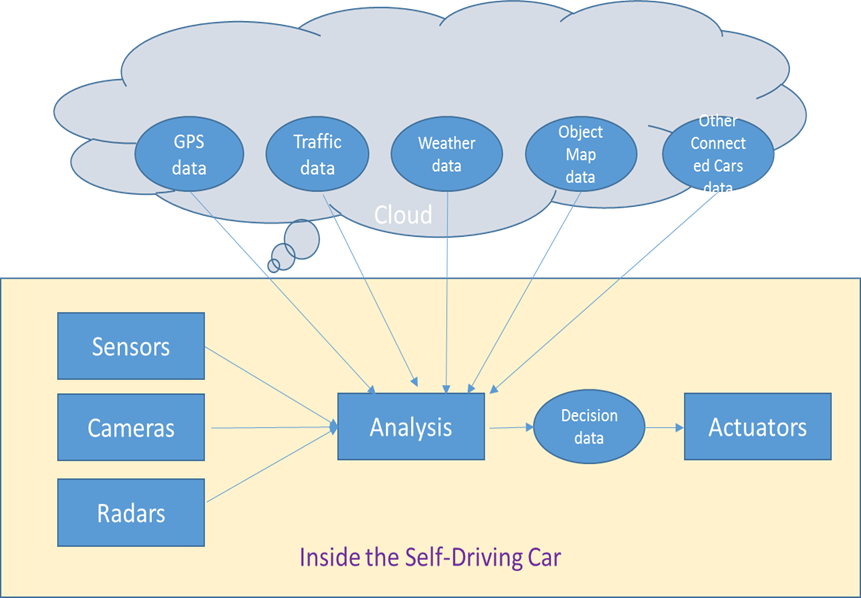 GPS
data
Traffic
data
Weather
data
Object
Map
data
Other
Connect
ed Cars
data
Cloud
Sensors
Cameras
Radars
Analysis
Decision
data
Actuators
Inside the Self-Driving Car